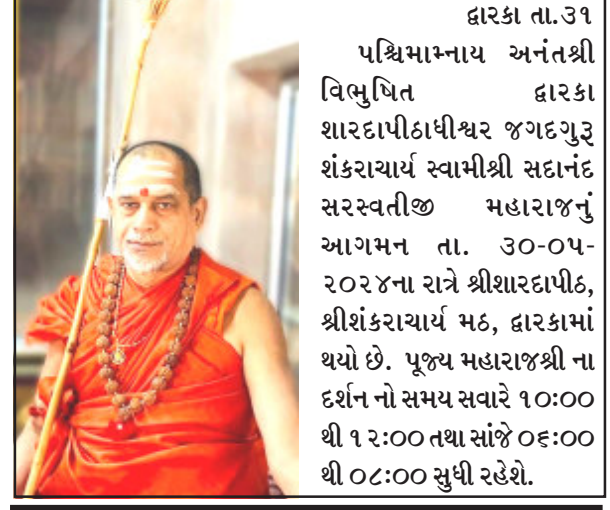 દ્વારકા તા.૩૧
પશ્ચિમામ્નાય અનંતશ્રી
વિભુષિત દ્વારકા
શારદાપીઠાધીશ્વર જગદગુરૂ
શંકરાચાર્ય સ્વામીશ્રી સદાનંદ
સરસ્વતીજી મહારાજનું
આગમન તા. ૩૦-૦૫-
૨૦૨૪ના રાત્રે શ્રીશારદાપીઠ,
શ્રીશંકરાચાર્ય મઠ, દ્વારકામાં
થયો છે. પૂજ્ય મહારાજશ્રી ના
દર્શન નો સમય સવારે ૧૦:૦૦
થી ૧૨:૦૦ તથા સાંજે ૦૬:૦૦
થી ૦૮:૦૦ સુધી રહેશે.